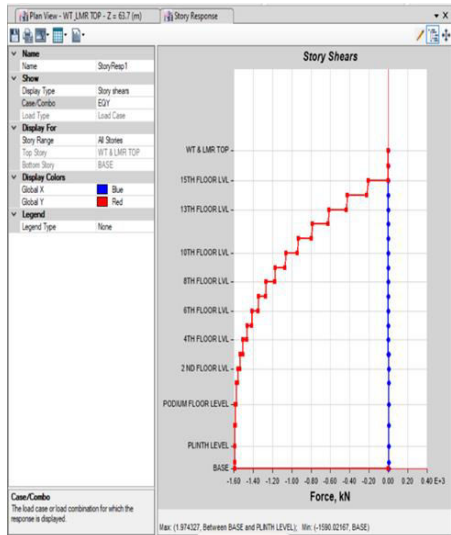 Plan View - WT_LMR TOP - Z = 63.7 (m)
Story Response
Name
Name StoryResp1
Show
Display Type Story shears
Case/Combo EQY
Load Type Load Case
Display For
Story Range All Stories
Top Story WT & LMR TOP
Bottom Story BASE
Display Colors
Global X Blue
Global Y Red
Legend
Legend Type None
Case/Combo
The load case or load combination for which the
response is displayed.
Story Shears
WT & LMR TOP
15TH FLOOR LVL
13TH FLOOR LVL
10TH FLOOR LVL
8TH FLOOR LVL
6TH FLOOR LVL
4TH FLOOR LVL
2 ND FLOOR LVL
PODIUM FLOOR LEVEL
PLINTH LEVEL
BASE
-1.60 -1.40 -1.20 -1.00 -0.80 -0.60 -0.40 -0.20 0.00 0.20 0.40 E+3
Force, kN
Max: (1.974327, Between BASE and PLINTH LEVEL); Min: (-1590.02167, BASE)